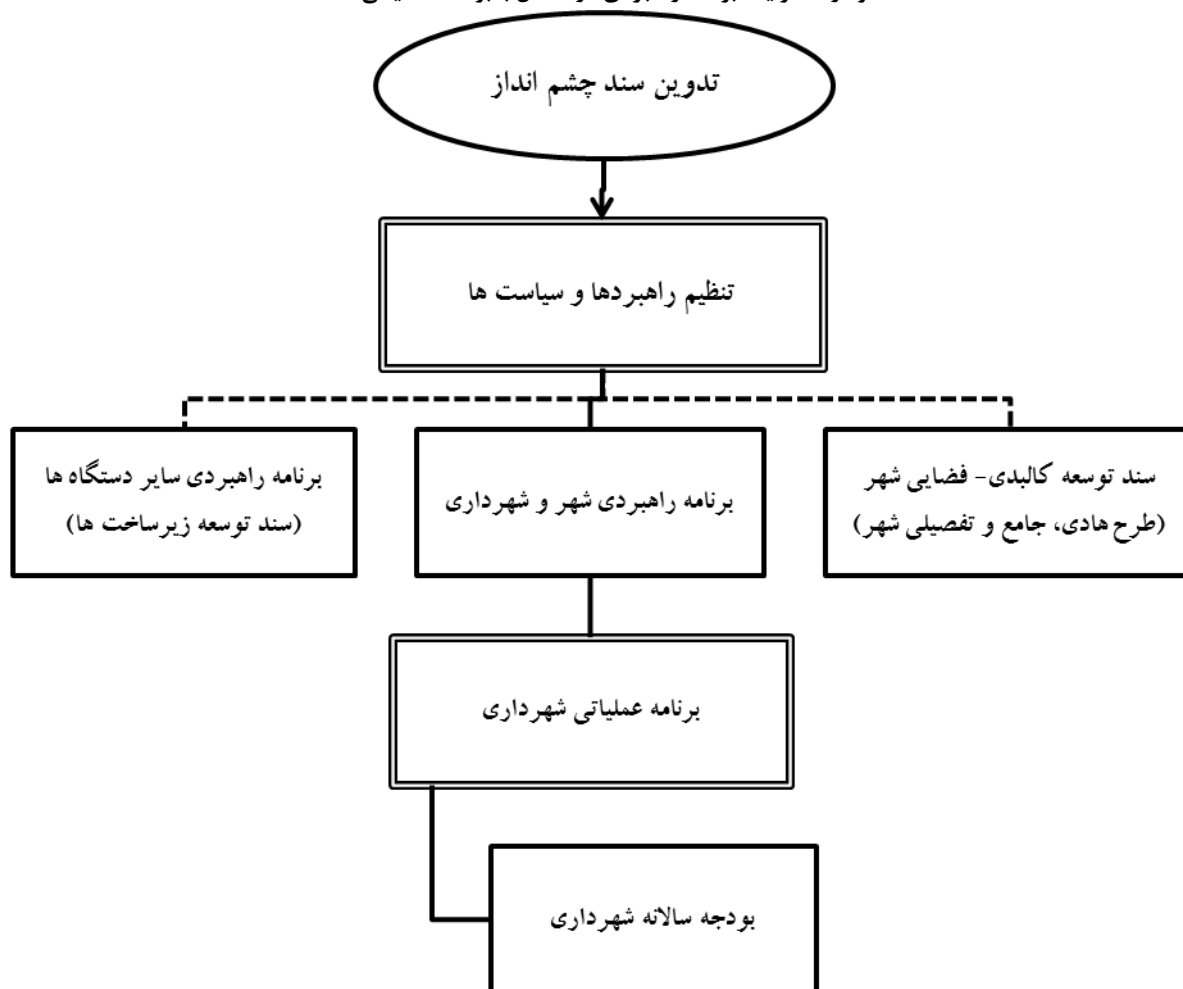 تدوین سند چشم انداز
تنظیم راهبردها و سیاست ها
سند توسعه کالبدی- فضایی شهر
(طرح هادی، جامع و تفصیلی شهر)
برنامه راهبردی شهر و شهرداری
برنامه راهبردی سایر دستگاه ها
(سند توسعه زیرساخت ها)
برنامه عملیاتی شهرداری
بودجه سالانه شهرداری